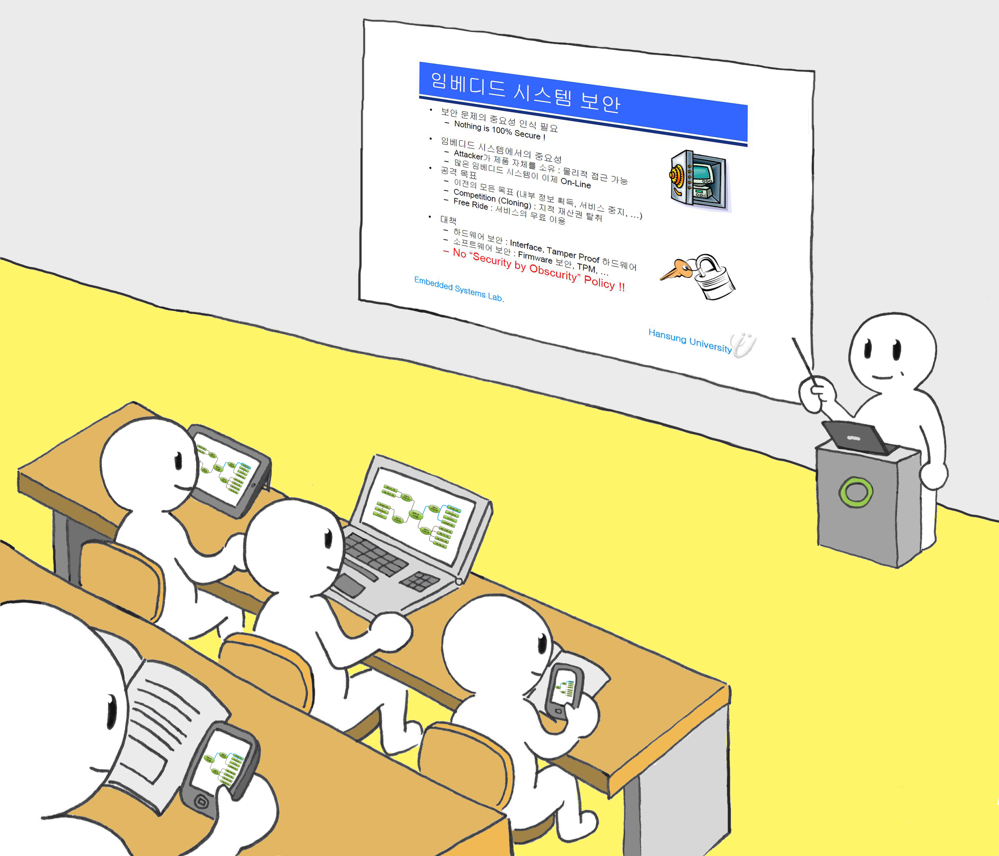 임베디드 시스템 보안
• 보안 문제의 중요성 인식 필요
– Nothing is 100% Secure !
• 임베디드 시스템에서의 중요성
– Attacker가 제품 자체를 소유 : 물리적 접근 가능
– 많은 임베디드 시스템이 이제 On-Line
• 공격 목표
– 이전의 모든 목표 (내부 정보 획득, 서비스 중지, ...)
– Competition (Cloning) : 지적 재산권 탈취
– Free Ride : 서비스의 무료 이용
• 대책
– 하드웨어 보안 : Interface, Tamper Proof 하드웨어
– 소프트웨어 보안 : Firmware 보안, TPM, ...
– No “Security by Obscurity” Policy !!
Embedded Systems Lab.
Hansung University